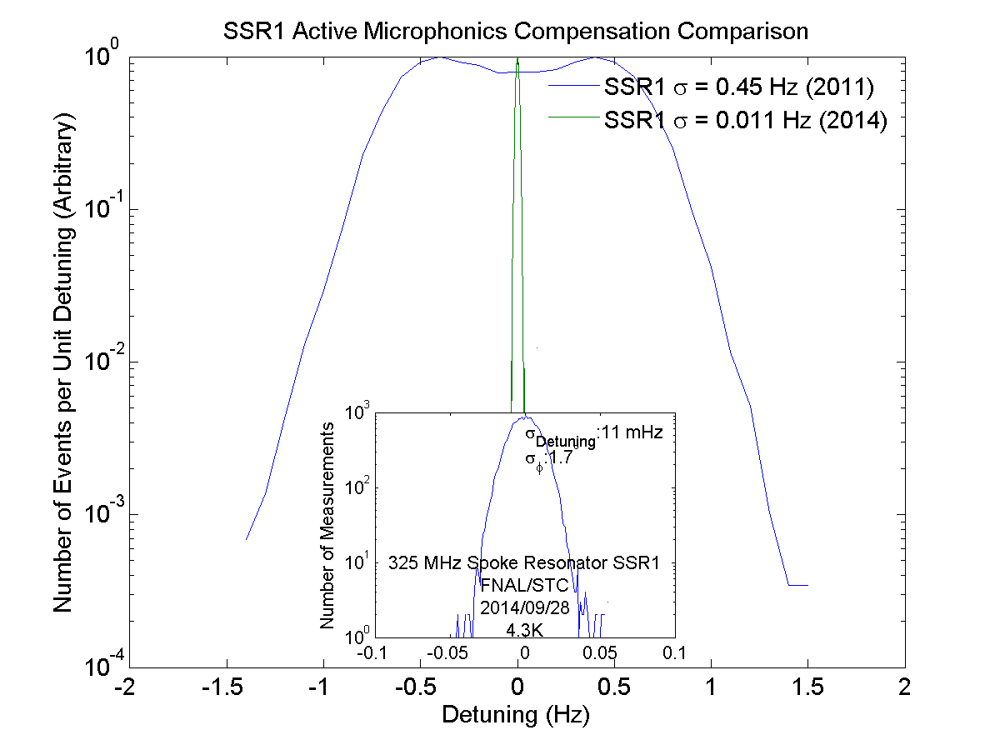 SSR1 Active Microphonics Compensation Comparison
10^0
10^-1
10^-2
10^-3
10^-4
Number of Events per Unit Detuning (Arbitrary)
SSR1 σ = 0.45 Hz (2011)
SSR1 σ = 0.011 Hz (2014)
10^3
10^2
10^1
10^0
Number of Measurements
σ_Detuning:11 mHz
σ_ϕ:1.7°
325 MHz Spoke Resonator SSR1
FNAL/STC
2014/09/28
4.3K
-0.1 -0.05 0 0.05 0.1
-2 -1.5 -1 -0.5 0 0.5 1 1.5 2
Detuning (Hz)